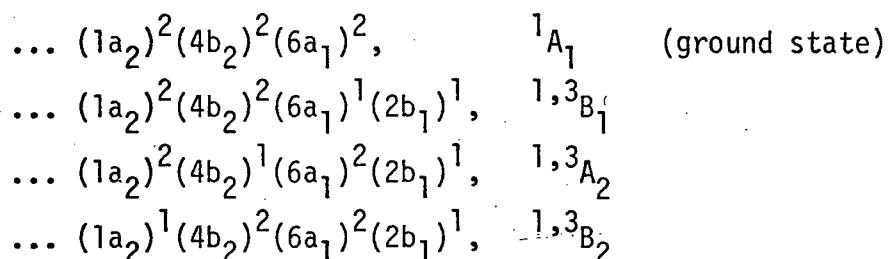 ... (1a₂)²(4b₂)²(6a₁)², ¹A₁ (ground state)
... (1a₂)²(4b₂)²(6a₁)¹(2b₁)¹, ¹,³B₁
... (1a₂)²(4b₂)¹(6a₁)²(2b₁)¹, ¹,³A₂
... (1a₂)¹(4b₂)²(6a₁)²(2b₁)¹, ¹,³B₂